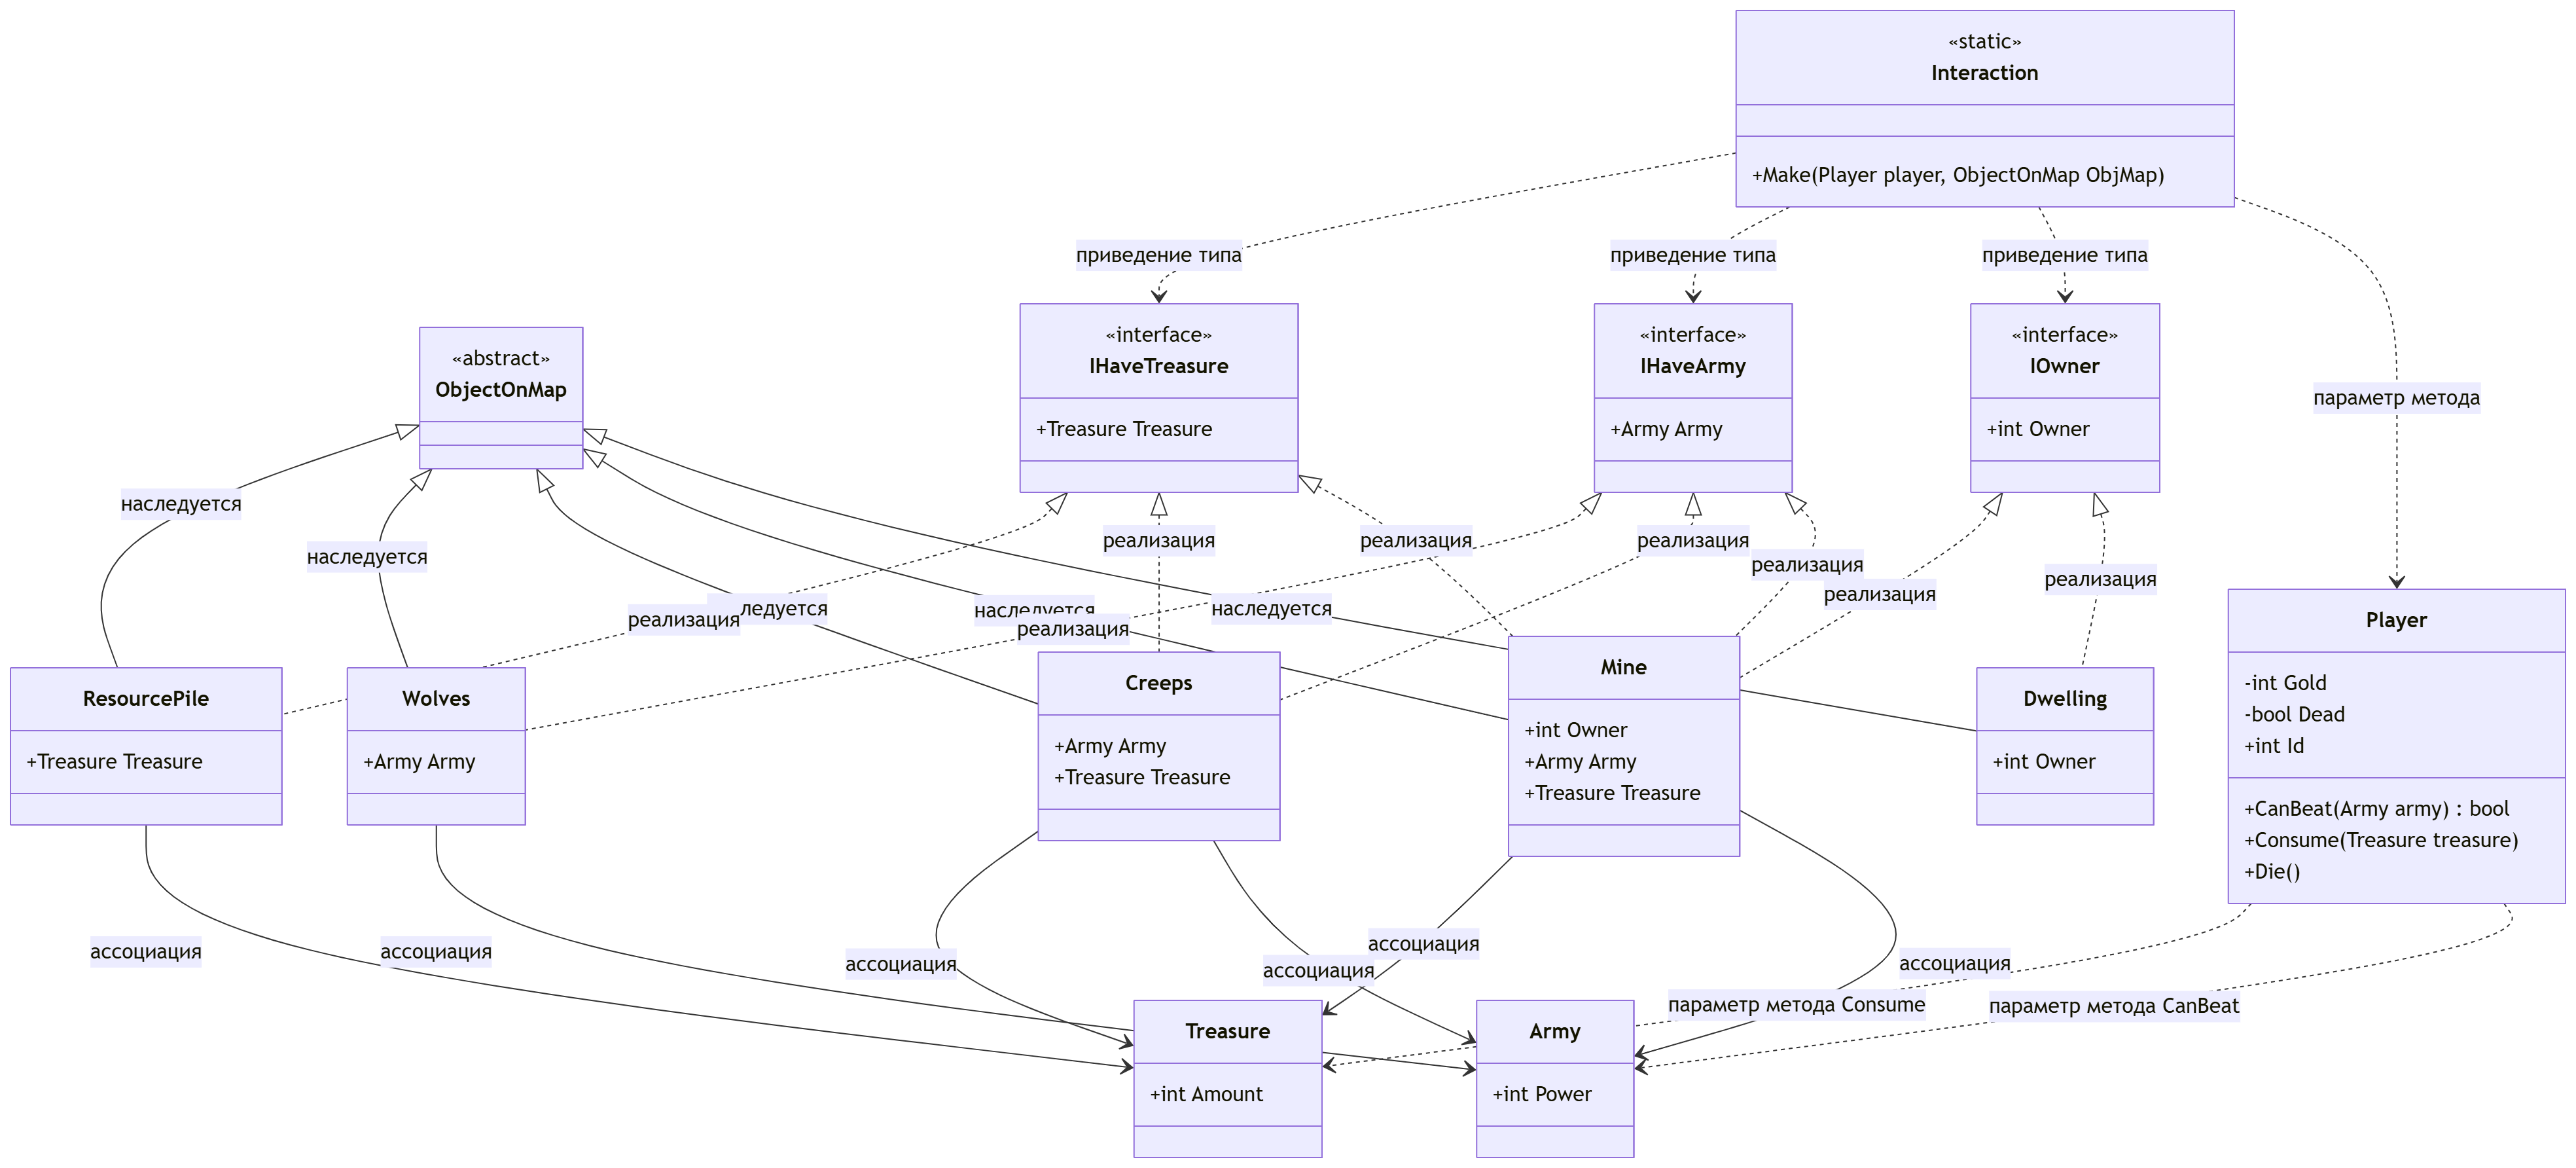 «static»
Interaction
+Make(Player player, ObjectOnMap ObjMap)
приведение типа
приведение типа
приведение типа
параметр метода
«abstract»
ObjectOnMap
«interface»
IHaveTreasure
+Treasure Treasure
«interface»
IHaveArmy
+Army Army
«interface»
IOwner
+int Owner
наследуется
наследуется
ледуется
наследуется
наследуется
реализация
реализация
реализация
реализация
реализация
реализация
реализация
реализация
ResourcePile
+Treasure Treasure
Wolves
+Army Army
Creeps
+Army Army
+Treasure Treasure
Mine
+int Owner
+Army Army
+Treasure Treasure
Dwelling
+int Owner
Player
-int Gold
-bool Dead
+int Id
+CanBeat(Army army) : bool
+Consume(Treasure treasure)
+Die()
ассоциация
ассоциация
ассоциация
ассоциация
ассоциация
ассоциация
параметр метода Consume
параметр метода CanBeat
Treasure
+int Amount
Army
+int Power